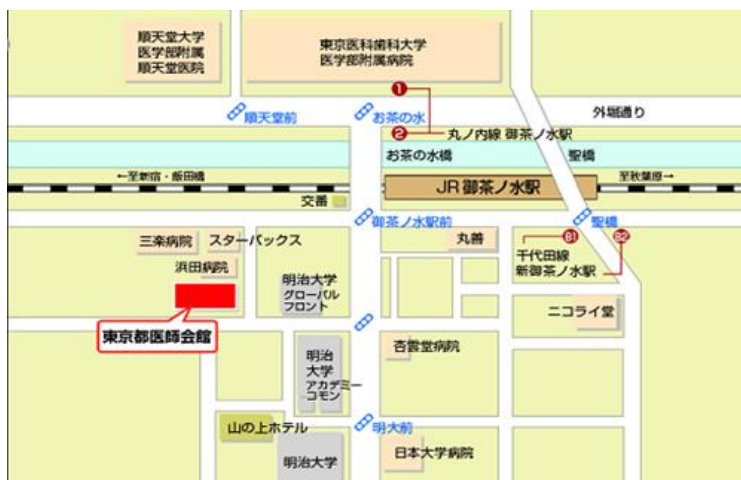 順天堂大学
医学部附属
順天堂医院
東京医科歯科大学
医学部附属病院
1
順天堂前
お茶の水
外堀通り
2
丸ノ内線 御茶ノ水駅
お茶の水橋
聖橋
←至新宿・飯田橋
JR 御茶ノ水駅
至秋葉原→
交番
御茶ノ水駅前
聖橋
三楽病院
スターバックス
丸善
B1
B2
千代田線
新御茶ノ水駅
浜田病院
明治大学
グローバル
フロント
ニコライ堂
東京都医師会館
明治
大学
アカデミー
コモン
杏雲堂病院
山の上ホテル
明大前
明治大学
日本大学病院